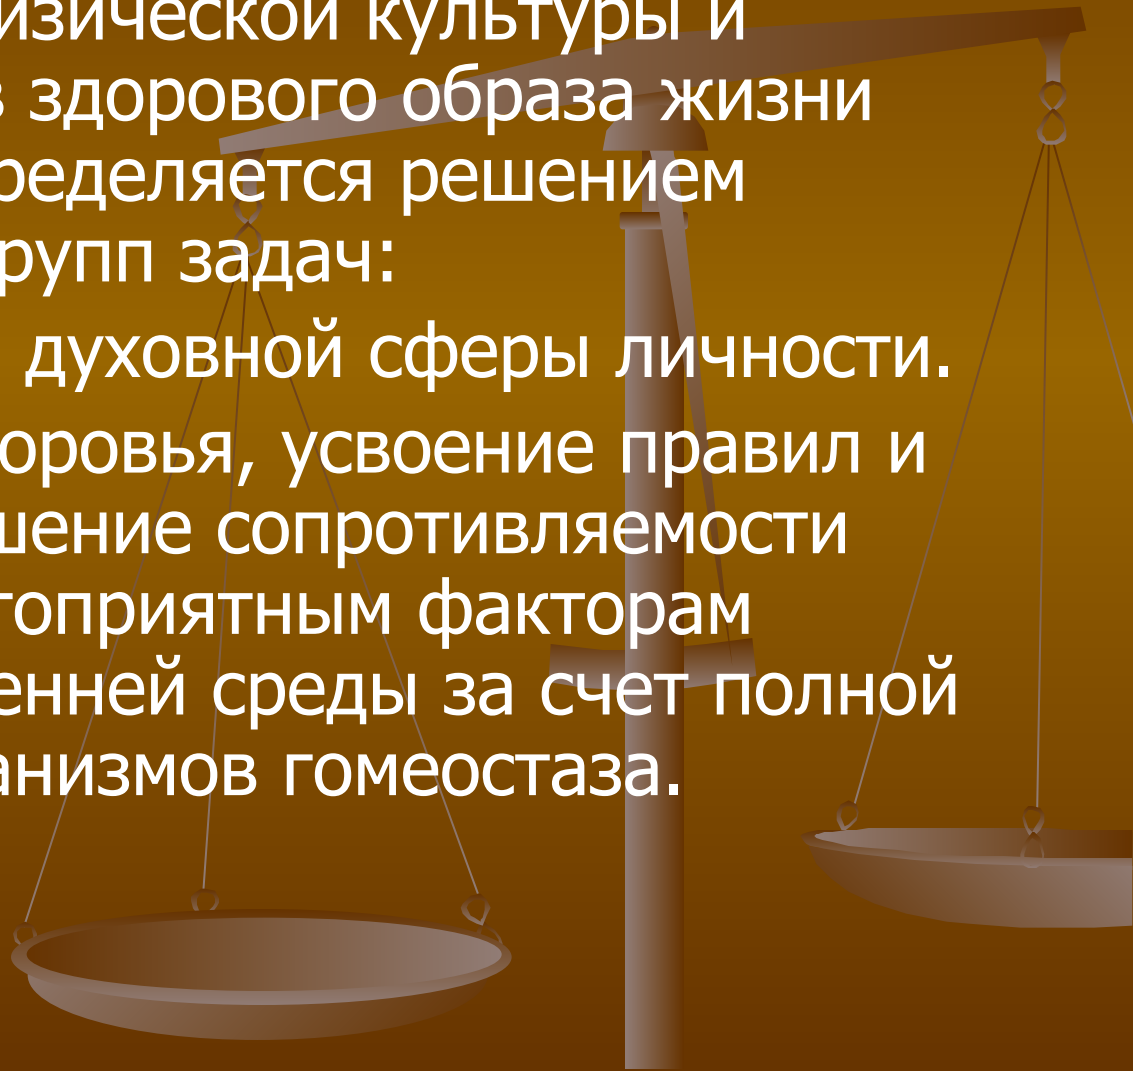 изической культуры и
в здорового образа жизни
ределяется решением
рупп задач:
духовной сферы личности.
оровья, усвоение правил и
шение сопротивляемости
гоприятным факторам
енней среды за счет полной
анизмов гомеостаза.